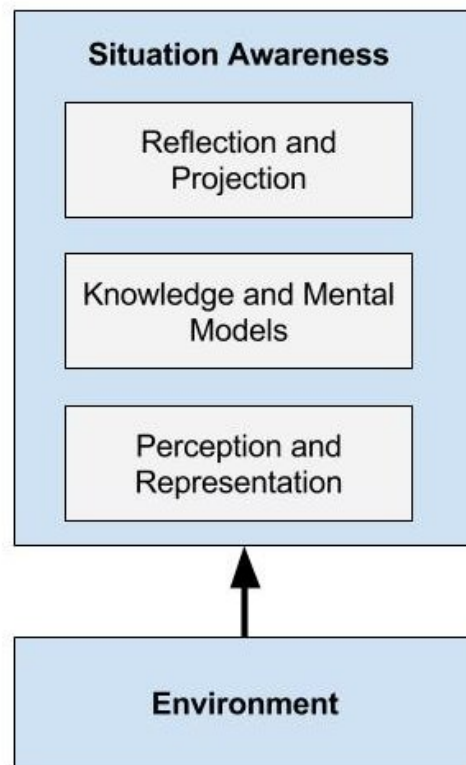 Situation Awareness
Reflection and
Projection
Knowledge and Mental
Models
Perception and
Representation
Environment